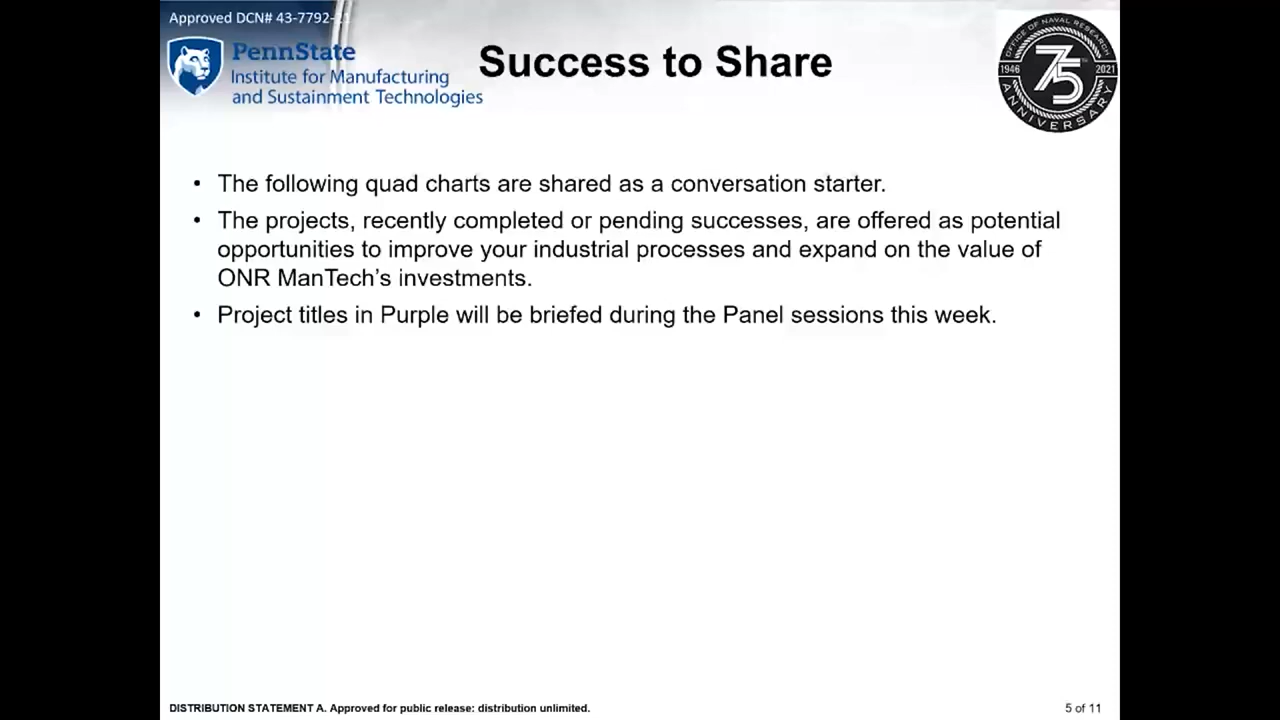 Approved DCN# 43-7792-21
PennState
Institute for Manufacturing
and Sustainment Technologies
Success to Share
OFFICE OF NAVAL RESEARCH
1946
75
2021
ANNIVERSARY
• The following quad charts are shared as a conversation starter.
• The projects, recently completed or pending successes, are offered as potential
opportunities to improve your industrial processes and expand on the value of
ONR ManTech's investments.
• Project titles in Purple will be briefed during the Panel sessions this week.
DISTRIBUTION STATEMENT A. Approved for public release: distribution unlimited.
5 of 11